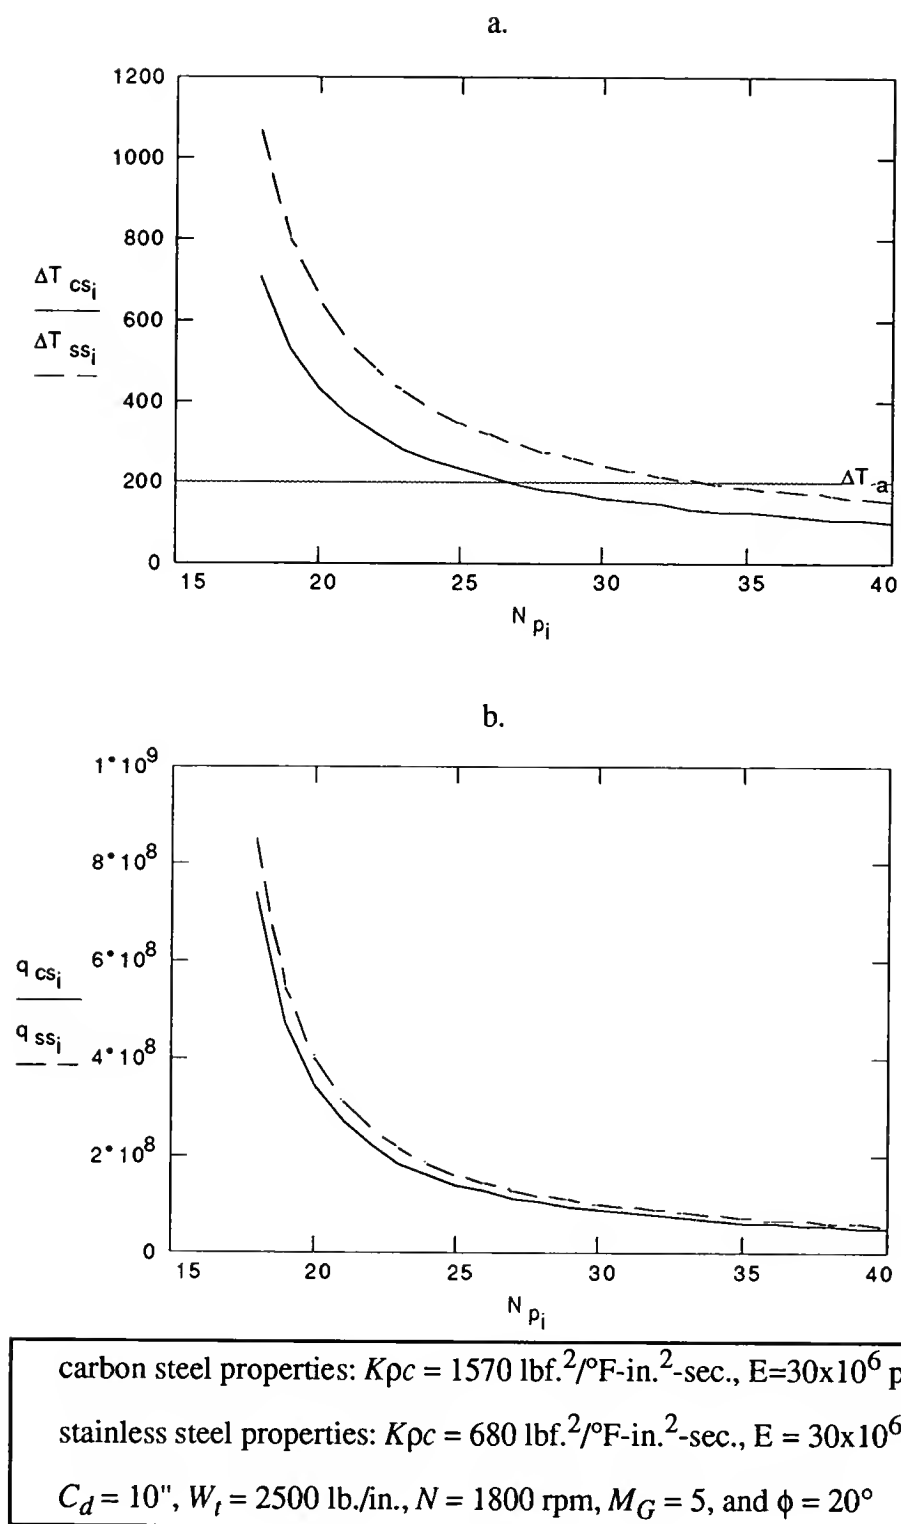 a.
1200
1000
800
600
400
200
0
ΔT cs_i
ΔT ss_i
ΔT a
15 20 25 30 35 40
N p_i
b.
1•10^9
8•10^8
6•10^8
4•10^8
2•10^8
0
q cs_i
q ss_i
15 20 25 30 35 40
N p_i
carbon steel properties: Kρc = 1570 lbf.²/°F-in.²-sec., E=30x10⁶ p
stainless steel properties: Kρc = 680 lbf.²/°F-in.²-sec., E = 30x10⁶
C_d = 10", W_t = 2500 lb./in., N = 1800 rpm, M_G = 5, and ϕ = 20°